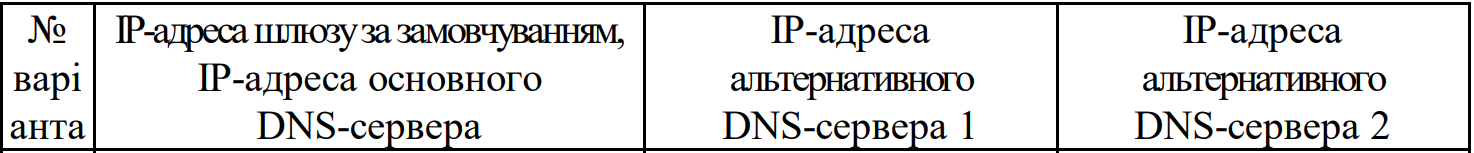 №
варі
анта
IP-адреса шлюзу за замовчуванням,
IP-адреса основного
DNS-сервера
IP-адреса
альтернативного
DNS-сервера 1
IP-адреса
альтернативного
DNS-сервера 2